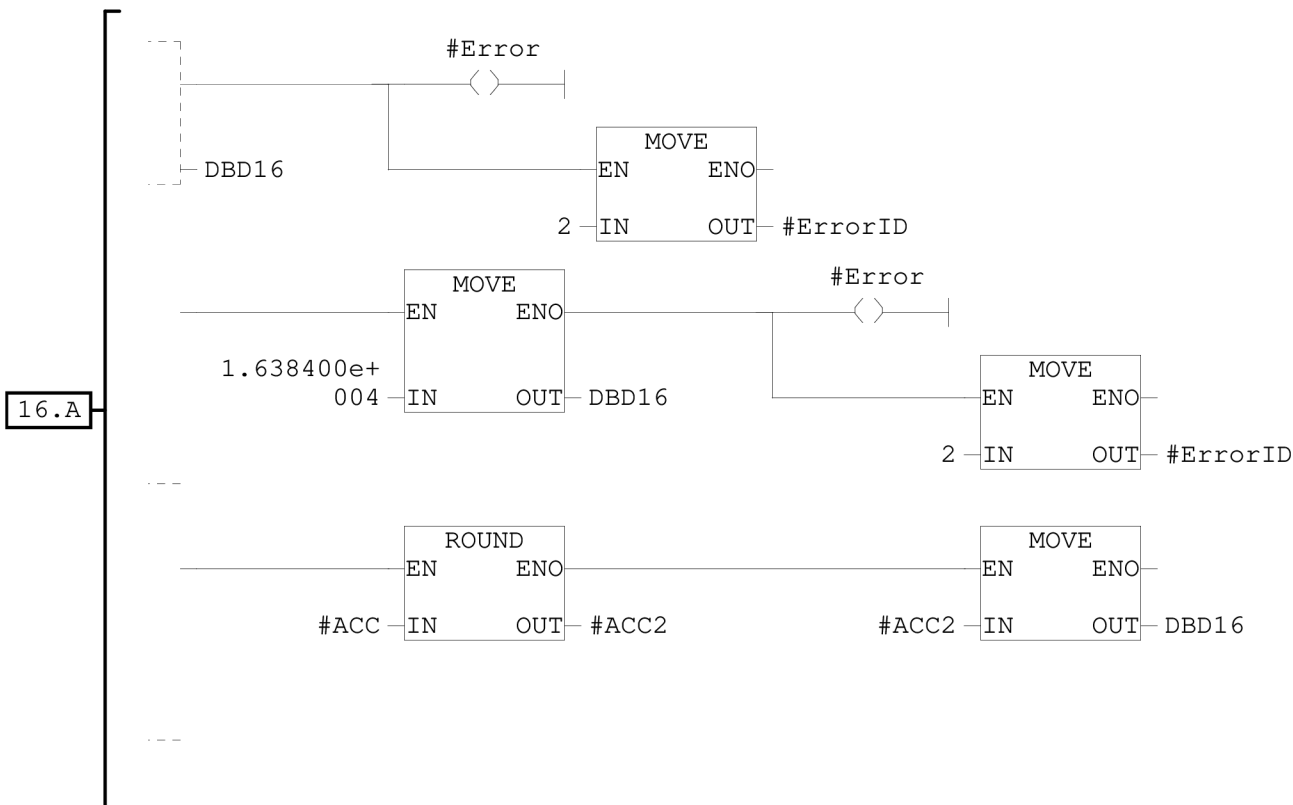 #Error
MOVE
DBD16
EN ENO
2 IN OUT #ErrorID
MOVE
#Error
EN ENO
1.638400e+
004 IN OUT DBD16
MOVE
EN ENO
2 IN OUT #ErrorID
16.A
ROUND
EN ENO
#ACC IN OUT #ACC2
MOVE
EN ENO
#ACC2 IN OUT DBD16